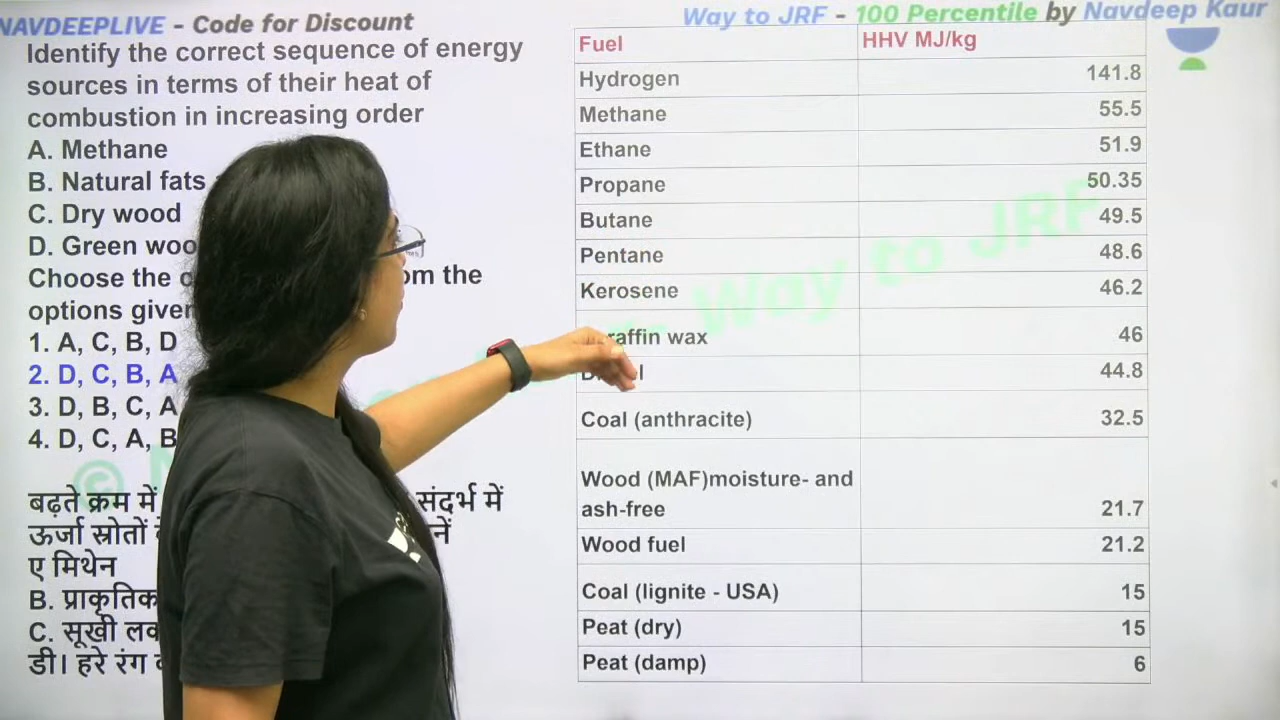 NAVDEEPLIVE - Code for Discount
Way to JRF - 100 Percentile by Navdeep Kaur
Identify the correct sequence of energy
sources in terms of their heat of
combustion in increasing order
A. Methane
B. Natural fats
C. Dry wood
D. Green woo
Choose the om the
options given
1. A, C, B, D
2. D, C, B, A
3. D, B, C, A
4. D, C, A, B
बढ़ते क्रम में संदर्भ में
ऊर्जा स्रोतों
ए मिथेन
B. प्राकृतिक
C. सूखी
डी। हरे रंग
Fuel HHV MJ/kg
Hydrogen 141.8
Methane 55.5
Ethane 51.9
Propane 50.35
Butane 49.5
Pentane 48.6
Kerosene 46.2
raffin wax 46
44.8
Coal (anthracite) 32.5
Wood (MAF)moisture- and
ash-free 21.7
Wood fuel 21.2
Coal (lignite - USA) 15
Peat (dry) 15
Peat (damp) 6
Way to JRF